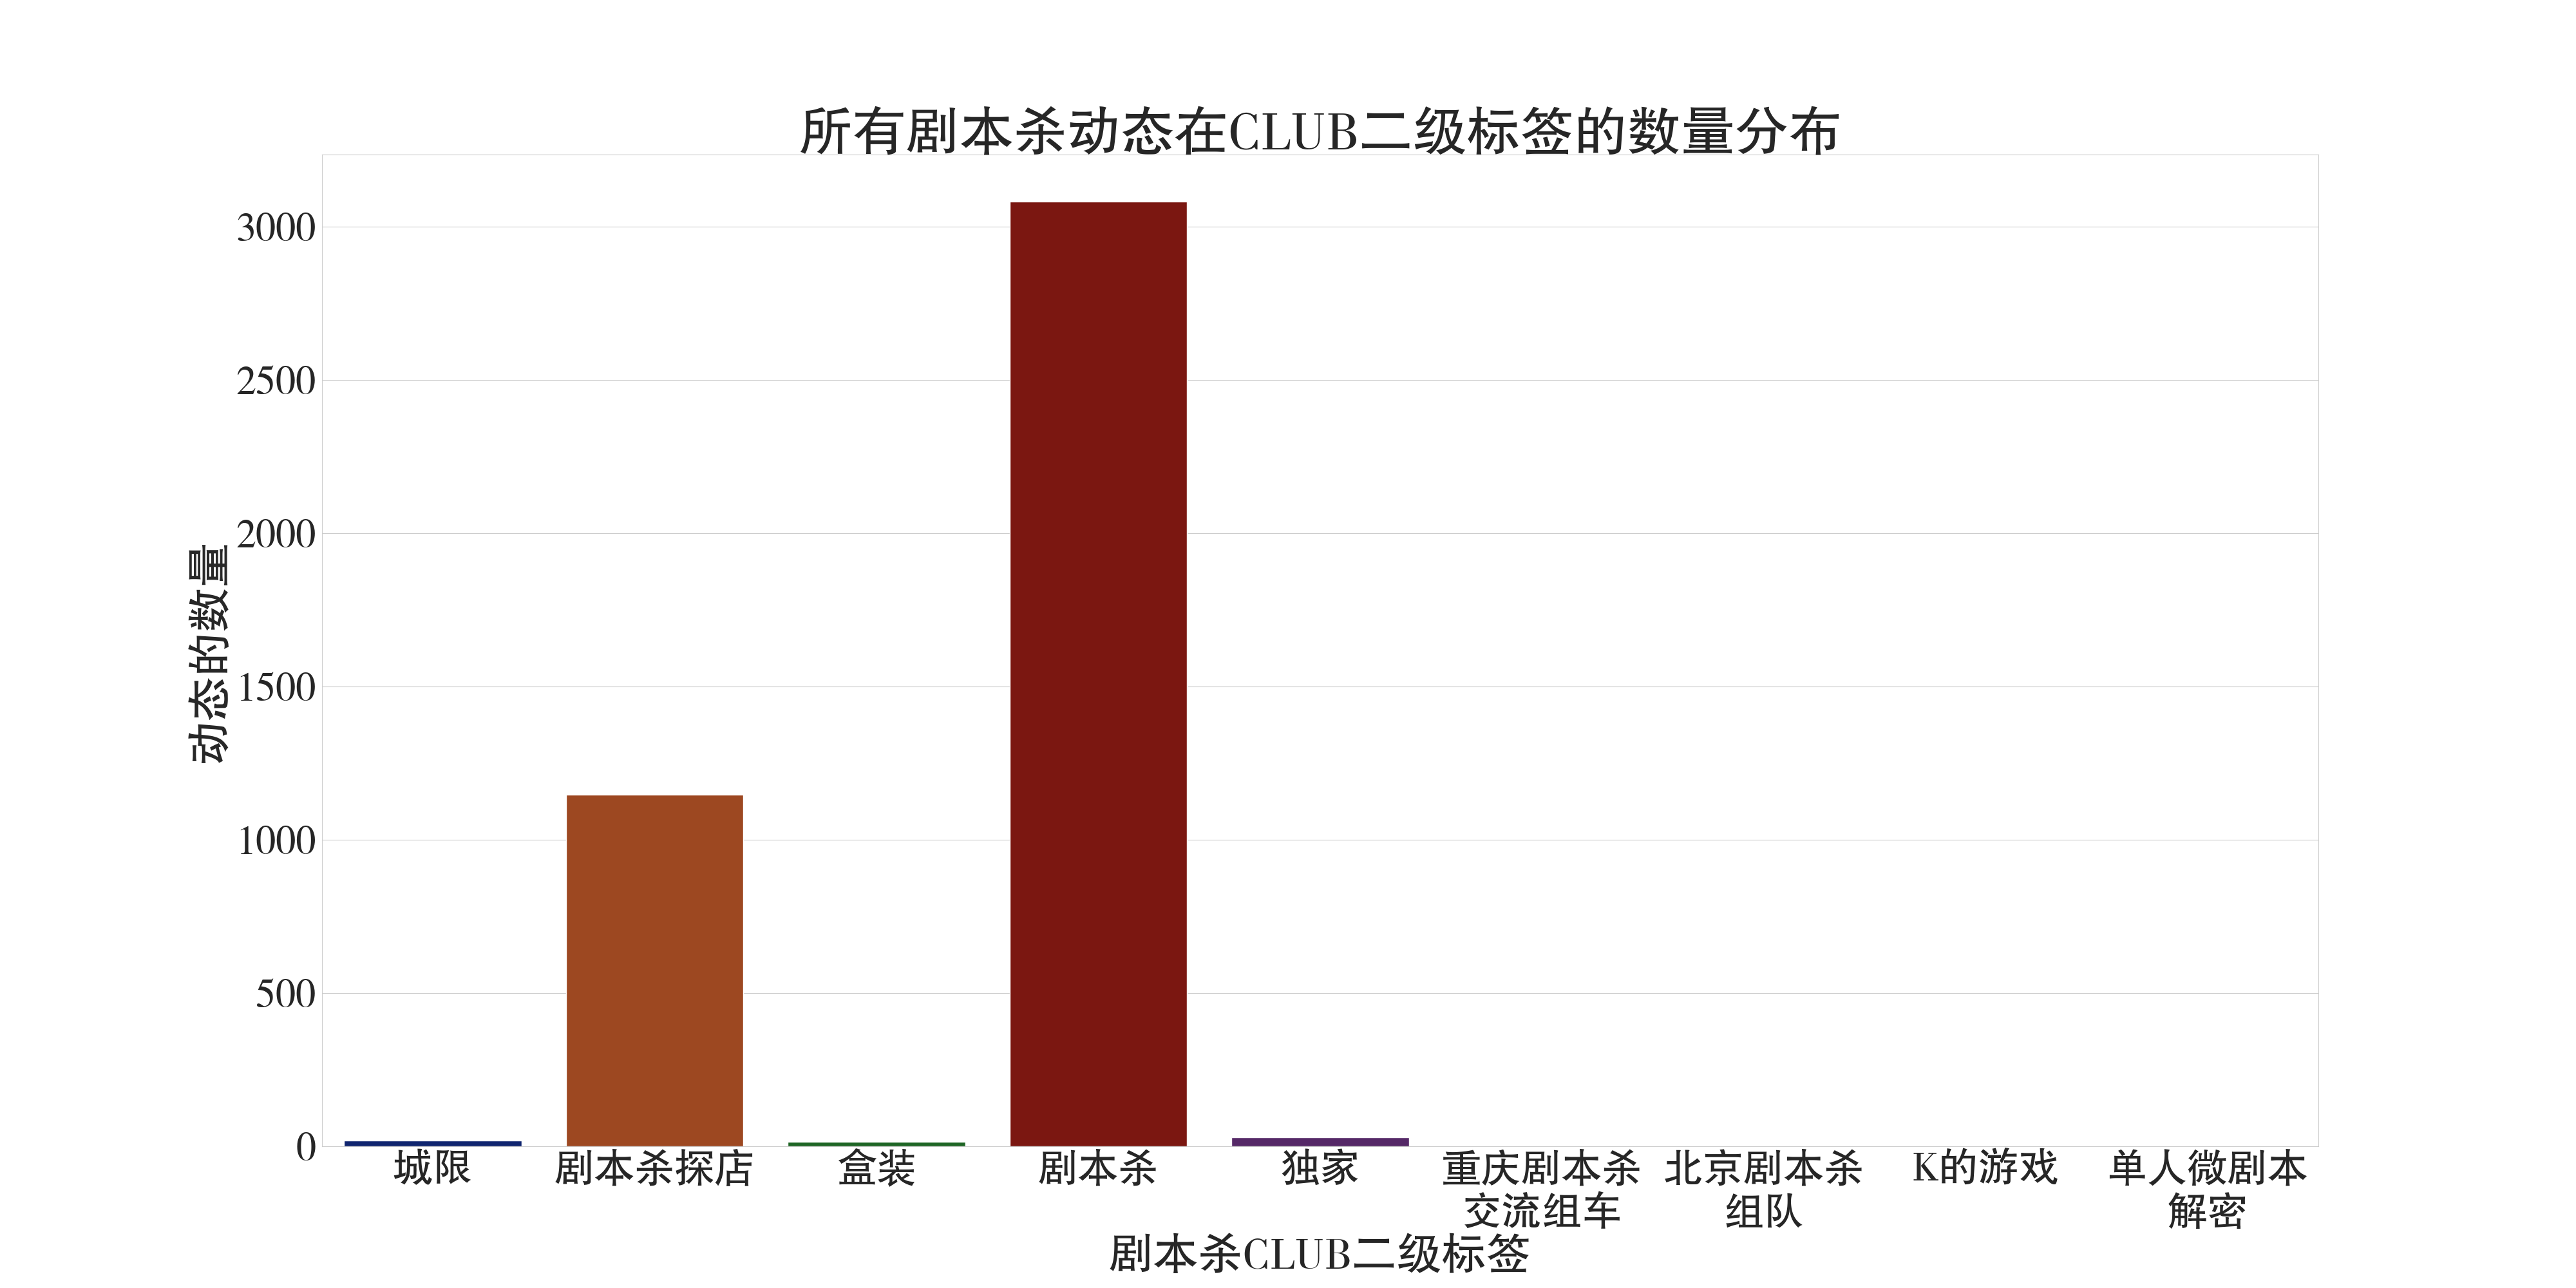 所有剧本杀动态在CLUB二级标签的数量分布
动态的数量
3000
2500
2000
1500
1000
500
0
城限
剧本杀探店
盒装
剧本杀
独家
重庆剧本杀
交流组车
北京剧本杀
组队
K的游戏
单人微剧本
解密
剧本杀CLUB二级标签